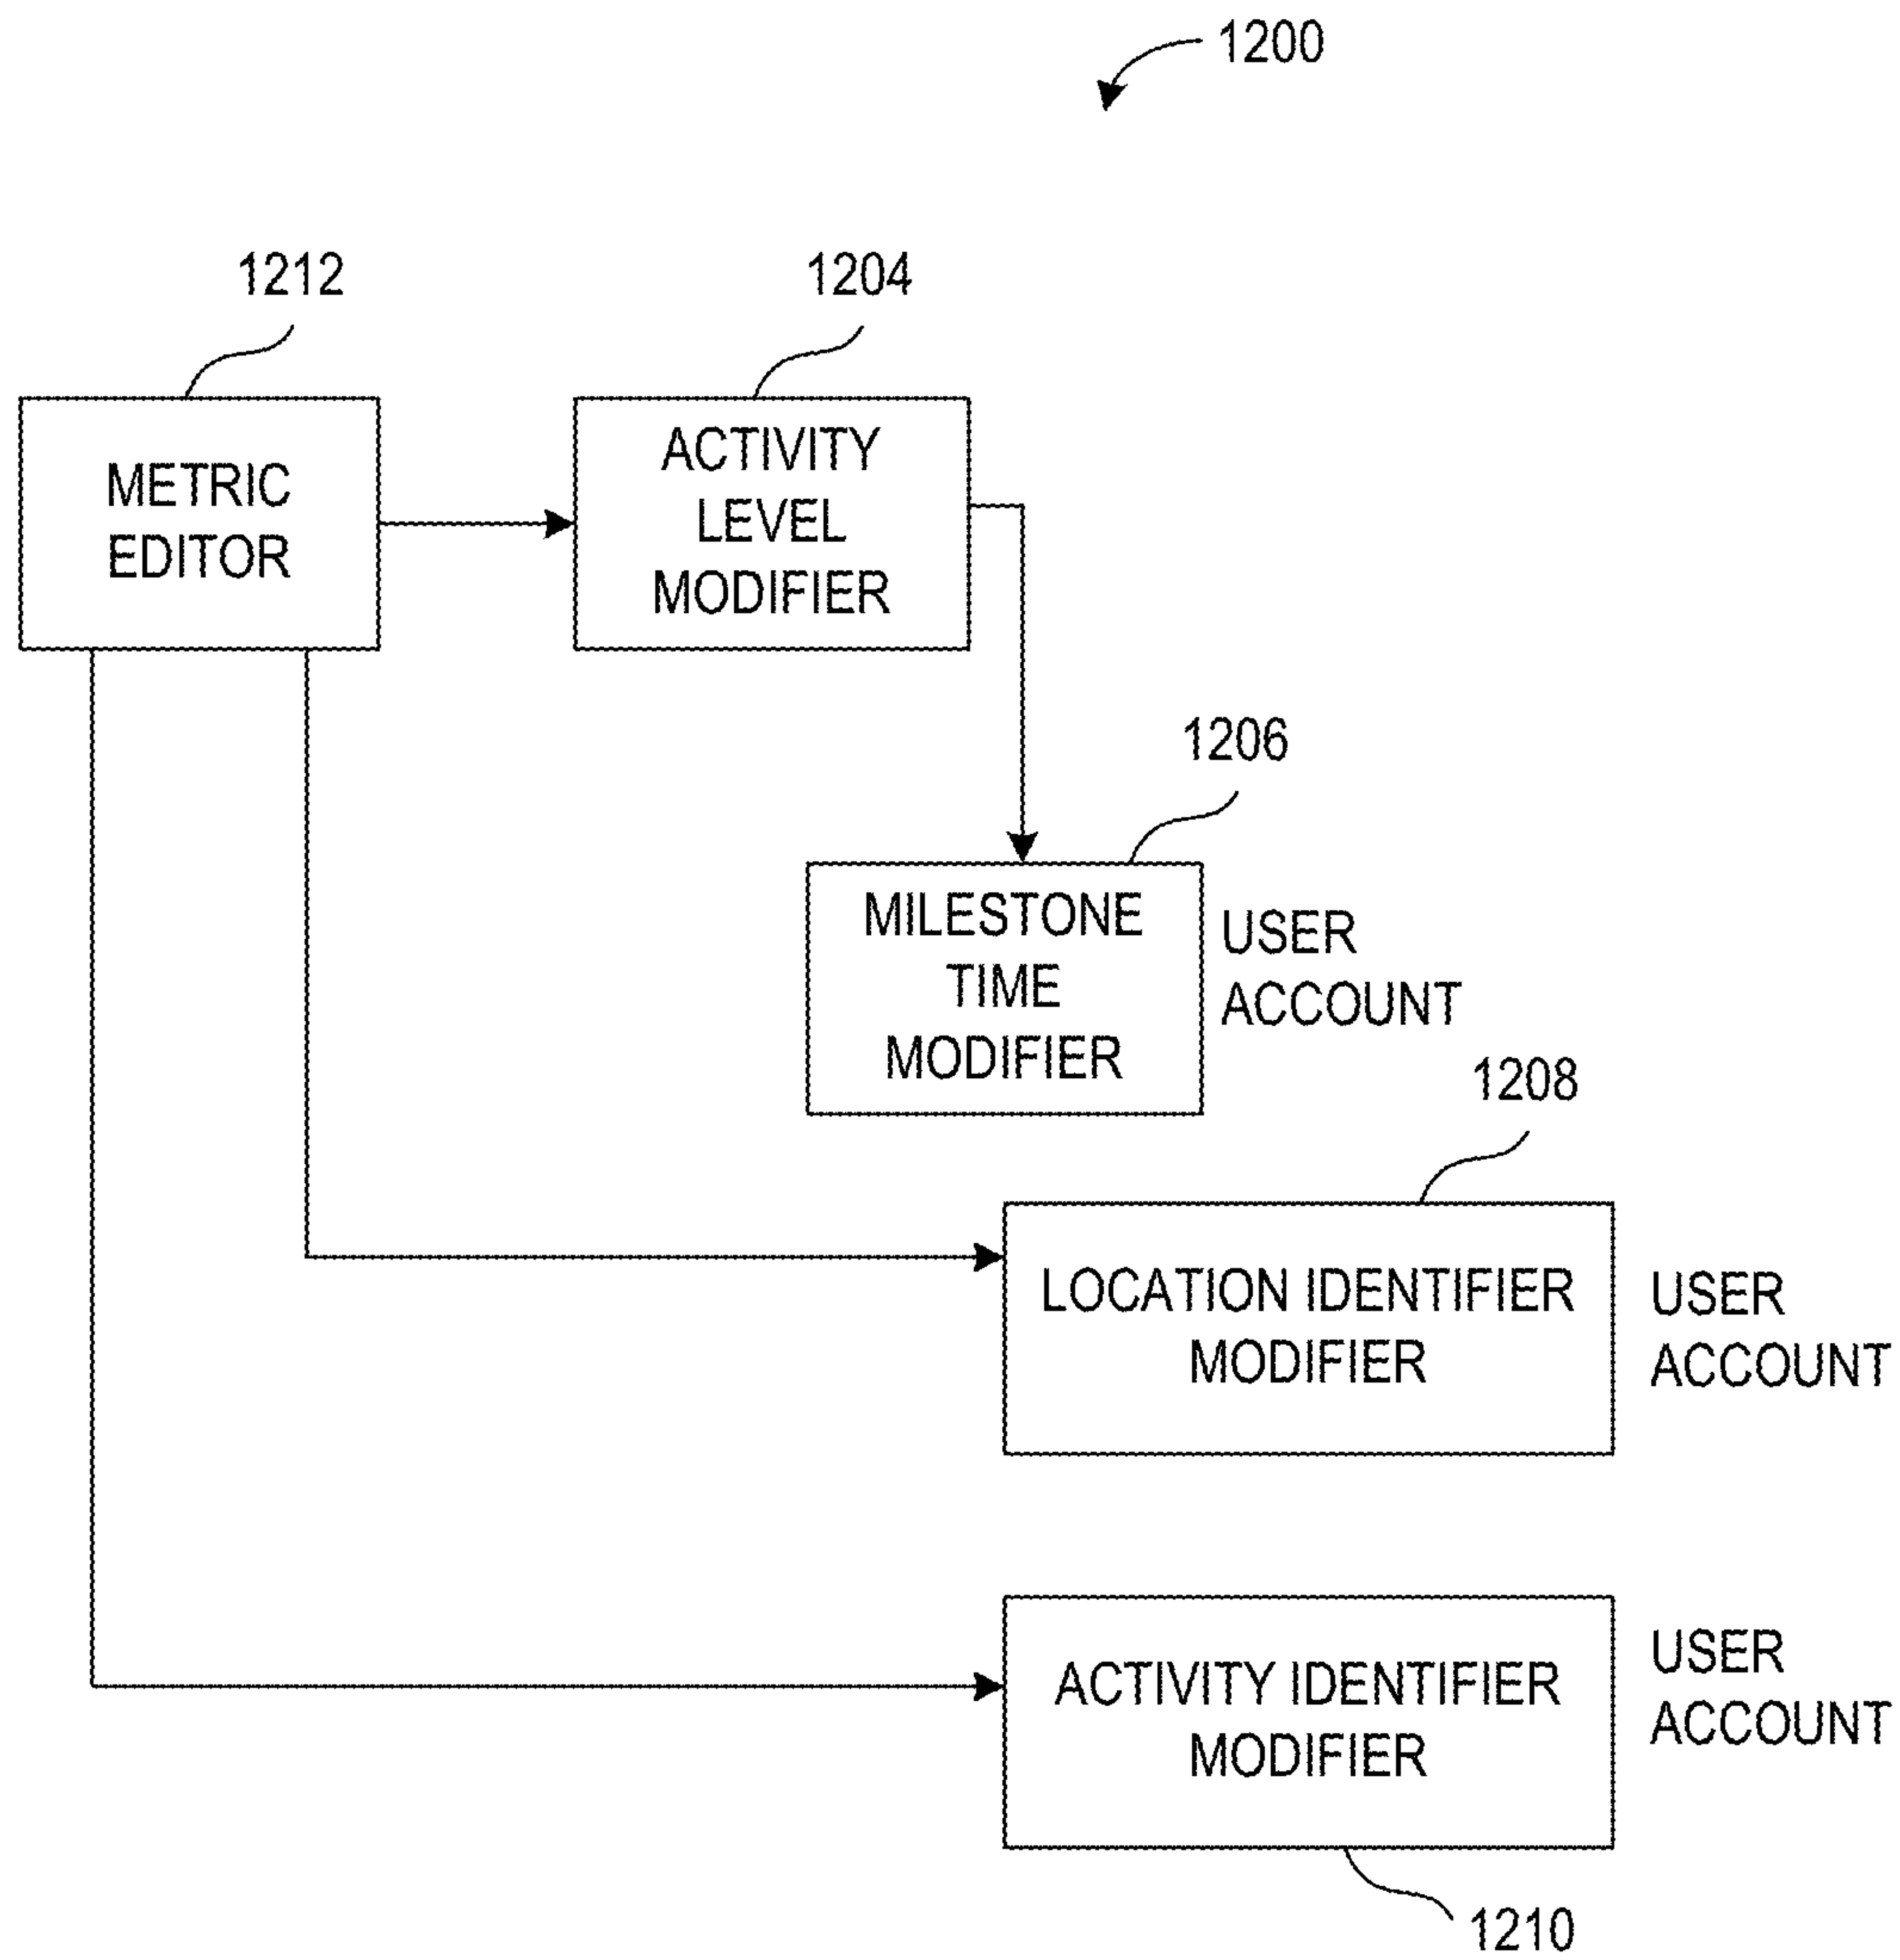 1200
1212
1204
METRIC
EDITOR
ACTIVITY
LEVEL
MODIFIER
1206
MILESTONE
TIME
MODIFIER
USER
ACCOUNT
1208
LOCATION IDENTIFIER
MODIFIER
USER
ACCOUNT
ACTIVITY IDENTIFIER
MODIFIER
USER
ACCOUNT
1210